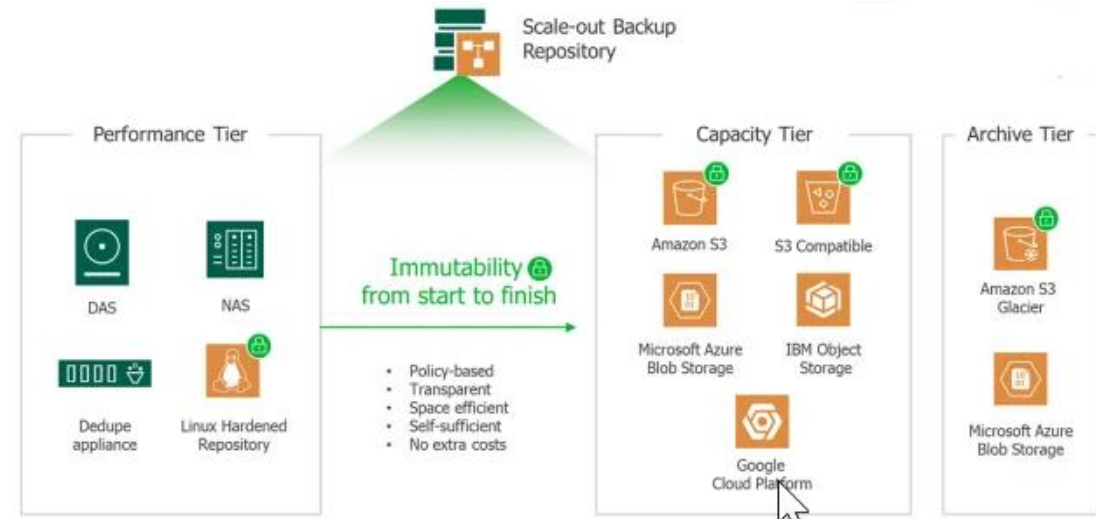 Scale-out Backup
Repository
Performance Tier
DAS
NAS
Dedupe
appliance
Linux Hardened
Repository
Immutability
from start to finish
• Policy-based
• Transparent
• Space efficient
• Self-sufficient
• No extra costs
Capacity Tier
Amazon S3
S3 Compatible
Microsoft Azure
Blob Storage
IBM Object
Storage
Google
Cloud Platform
Archive Tier
Amazon S3
Glacier
Microsoft Azure
Blob Storage